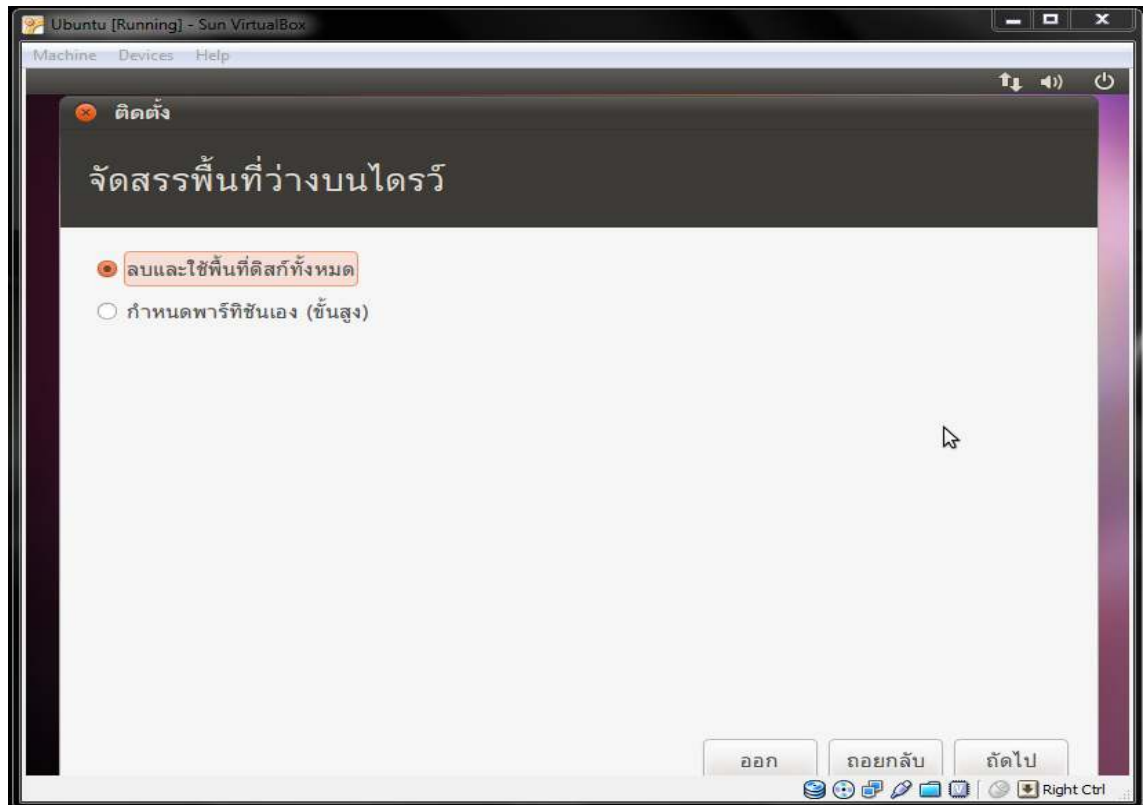 Ubuntu [Running] - Sun VirtualBox
Machine Devices Help
ติดตั้ง
จัดสรรพื้นที่ว่างบนไดรว์
ลบและใช้พื้นที่ดิสก์ทั้งหมด
กำหนดพาร์ทิชันเอง (ขั้นสูง)
ออก ถอยกลับ ถัดไป
Right Ctrl